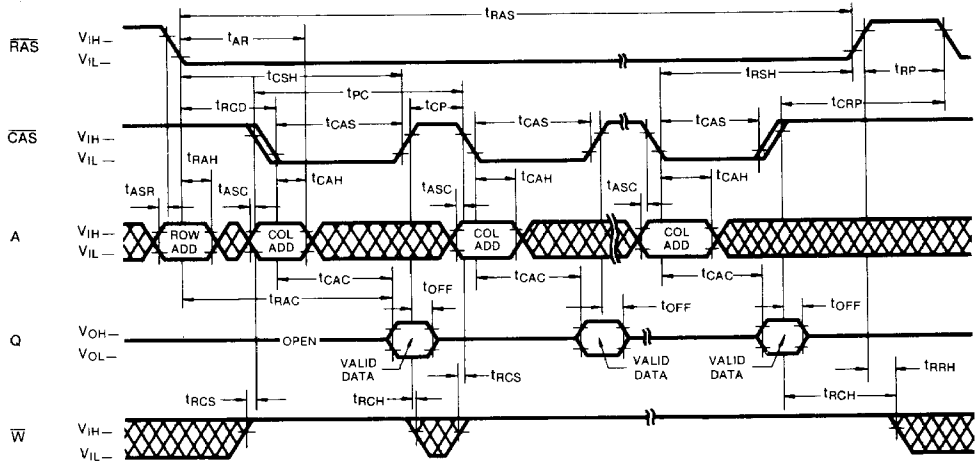 tRAS
RAS
VIH
VIL
tAR
tCSH
tPC
tRSH
tRP
tRCD
tCP
tCRP
CAS
VIH
VIL
tCAS
tCAS
tCAS
tRAH
tCAH
tCAH
tCAH
tASR
tASC
tASC
tASC
A
VIH
VIL
ROW ADD
COL ADD
COL ADD
COL ADD
tCAC
tCAC
tCAC
tRAC
tOFF
tOFF
tOFF
Q
VOH
VOL
OPEN
VALID DATA
VALID DATA
VALID DATA
tRCS
tRRH
tRCS
tRCH
tRCH
W
VIH
VIL